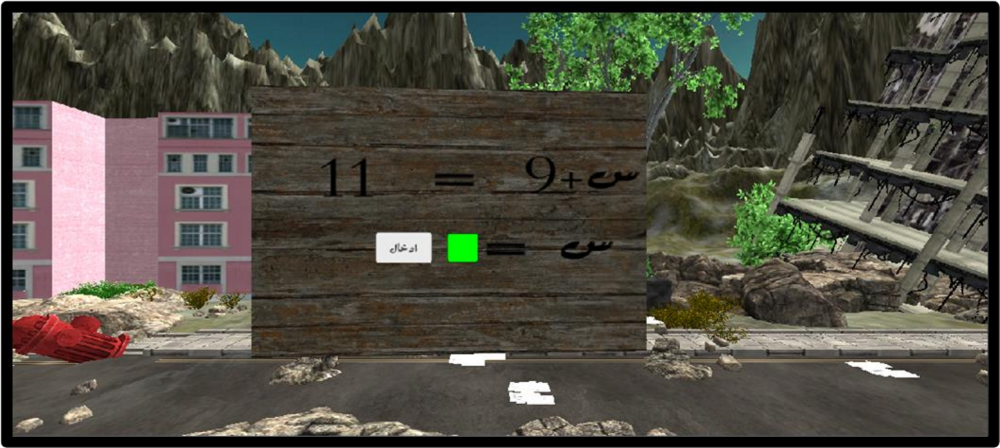 س+9 = 11
س = ادخال